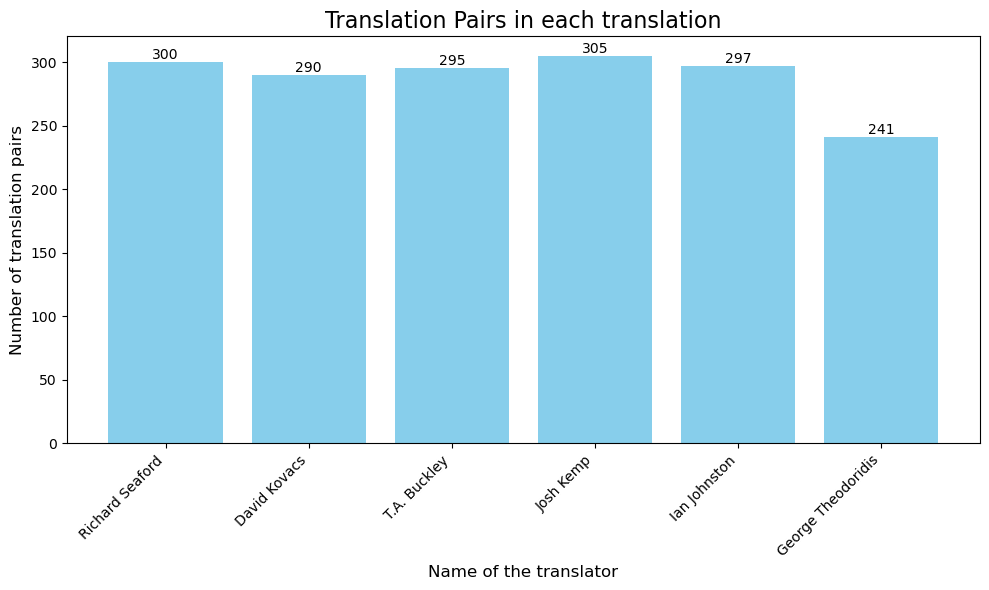 Translation Pairs in each translation
300
290
295
305
297
241
Number of translation pairs
300
250
200
150
100
50
0
Richard Seaford
David Kovacs
T.A. Buckley
Josh Kemp
Ian Johnston
George Theodoridis
Name of the translator